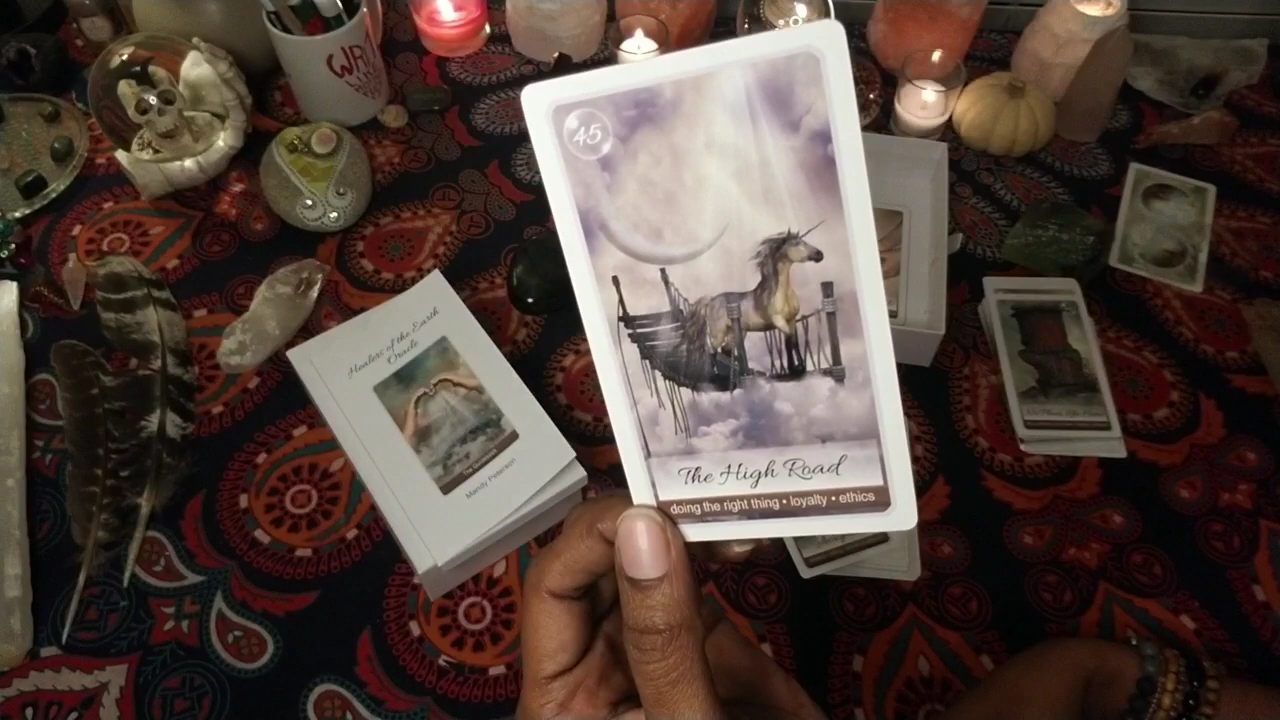 45
The High Road
doing the right thing • loyalty • ethics
Healers of the Earth
Oracle
Mandy Peterson